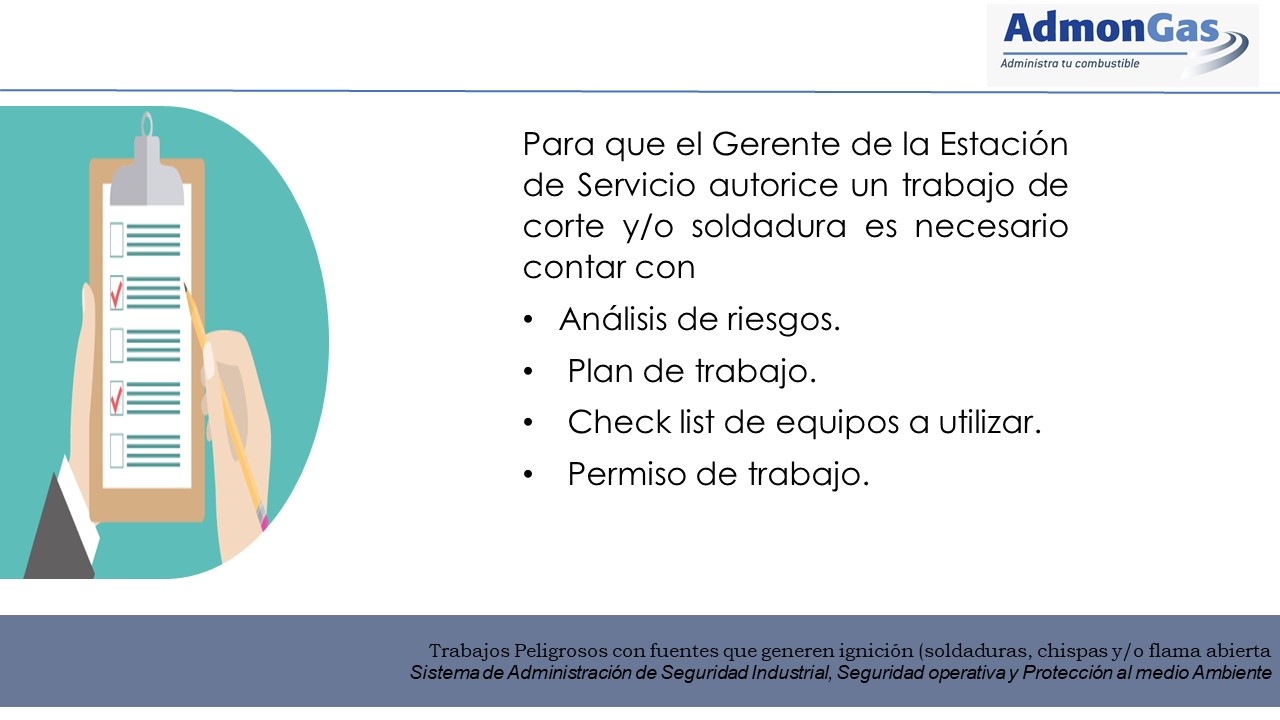 AdmonGas
Administra tu combustible
Para que el Gerente de la Estación
de Servicio autorice un trabajo de
corte y/o soldadura es necesario
contar con
• Análisis de riesgos.
• Plan de trabajo.
• Check list de equipos a utilizar.
• Permiso de trabajo.
Trabajos Peligrosos con fuentes que generen ignición (soldaduras, chispas y/o flama abierta
Sistema de Administración de Seguridad Industrial, Seguridad operativa y Protección al medio Ambiente